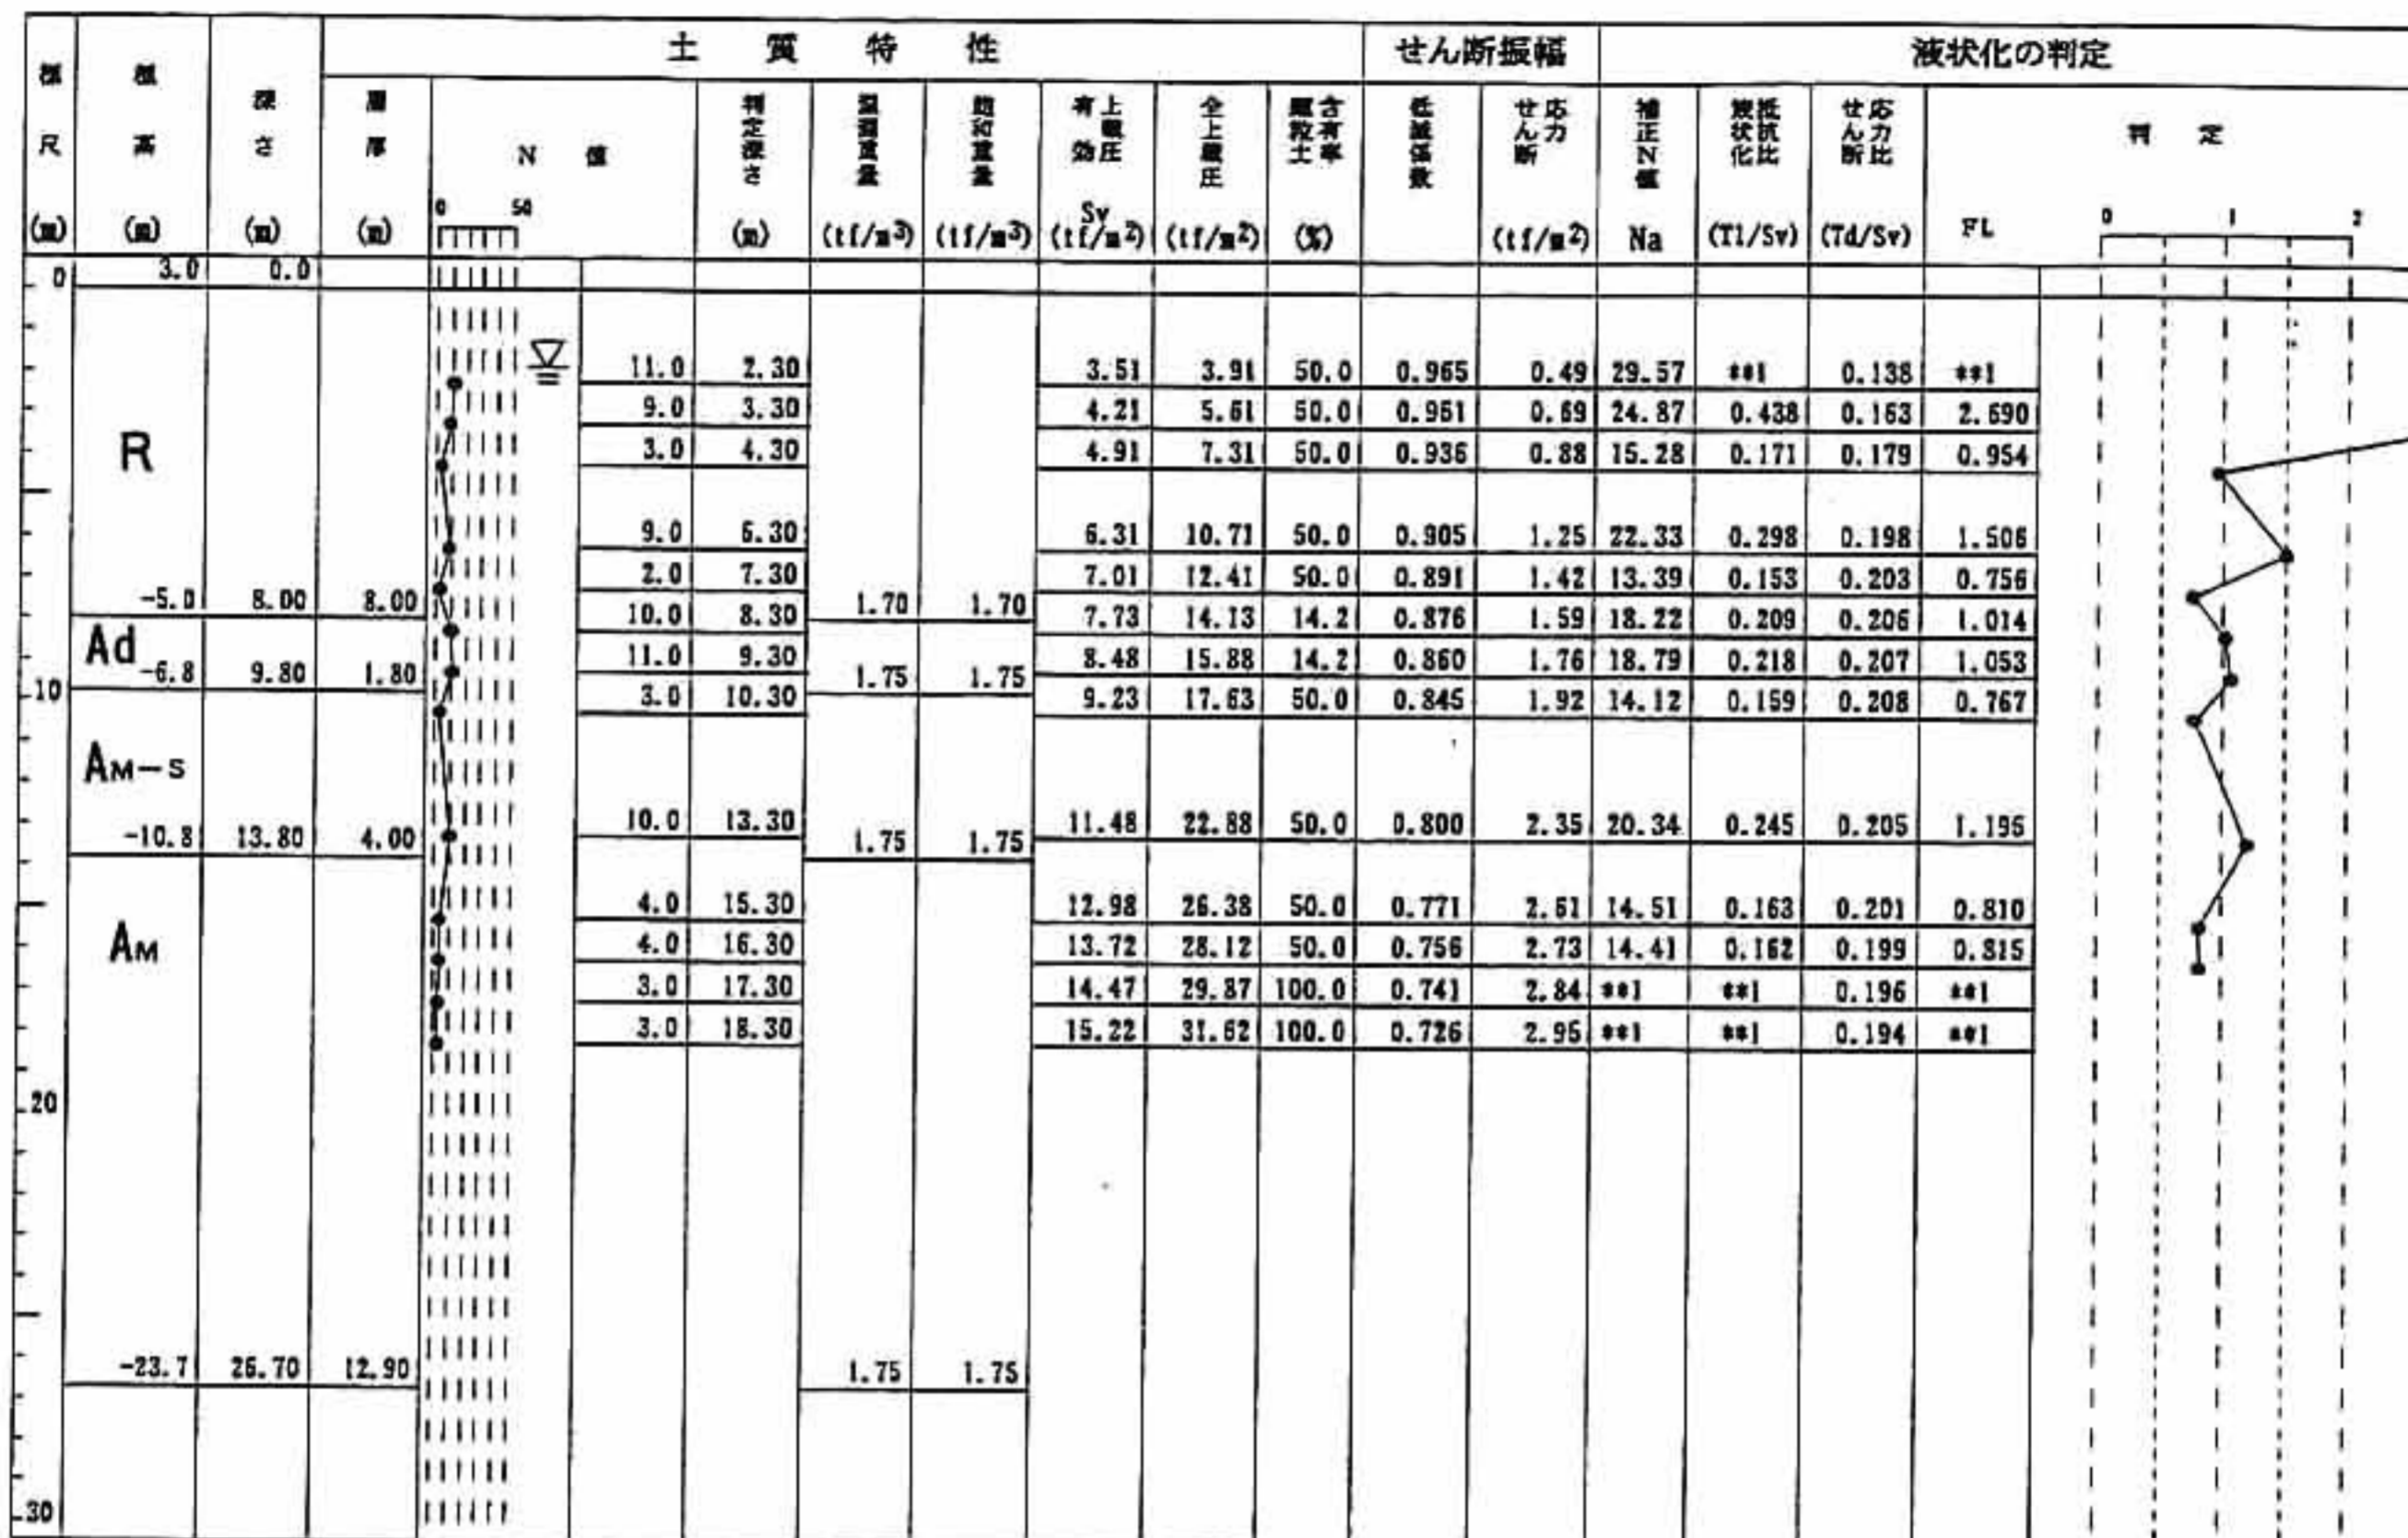 土質特性 せん断振幅 液状化の判定
標尺 (m)
標高 (m)
深さ (m)
層厚 (m)
N 値 0 50
判定深さ (m)
湿潤重量 (tf/m³)
飽和重量 (tf/m³)
有効上載圧 Sv (tf/m²)
全上載圧 (tf/m²)
細粒土含有率 (%)
低減係数
せん断応力 (tf/m²)
補正N値 Na
液状化抵抗比 (Tl/Sv)
せん断応力比 (Td/Sv)
FL
判定 0 1 2
0 3.0 0.0
11.0 2.30 3.51 3.91 50.0 0.965 0.49 29.57 **1 0.138 **1
9.0 3.30 4.21 5.61 50.0 0.951 0.69 24.87 0.438 0.163 2.690
R 3.0 4.30 4.91 7.31 50.0 0.936 0.88 15.28 0.171 0.179 0.954
9.0 6.30 6.31 10.71 50.0 0.905 1.25 22.33 0.298 0.198 1.506
2.0 7.30 7.01 12.41 50.0 0.891 1.42 13.39 0.153 0.203 0.756
-5.0 8.00 8.00 1.70 1.70
10.0 8.30 7.73 14.13 14.2 0.876 1.59 18.22 0.209 0.206 1.014
Ad 11.0 9.30 8.48 15.88 14.2 0.860 1.76 18.79 0.218 0.207 1.053
-6.8 9.80 1.80 1.75 1.75
10 3.0 10.30 9.23 17.63 50.0 0.845 1.92 14.12 0.159 0.208 0.767
AM-S
10.0 13.30 11.48 22.88 50.0 0.800 2.35 20.34 0.245 0.205 1.195
-10.8 13.80 4.00 1.75 1.75
4.0 15.30 12.98 26.38 50.0 0.771 2.61 14.51 0.163 0.201 0.810
AM 4.0 16.30 13.72 28.12 50.0 0.756 2.73 14.41 0.162 0.199 0.815
3.0 17.30 14.47 29.87 100.0 0.741 2.84 **1 **1 0.196 **1
3.0 18.30 15.22 31.62 100.0 0.726 2.95 **1 **1 0.194 **1
20
-23.7 26.70 12.90 1.75 1.75
30